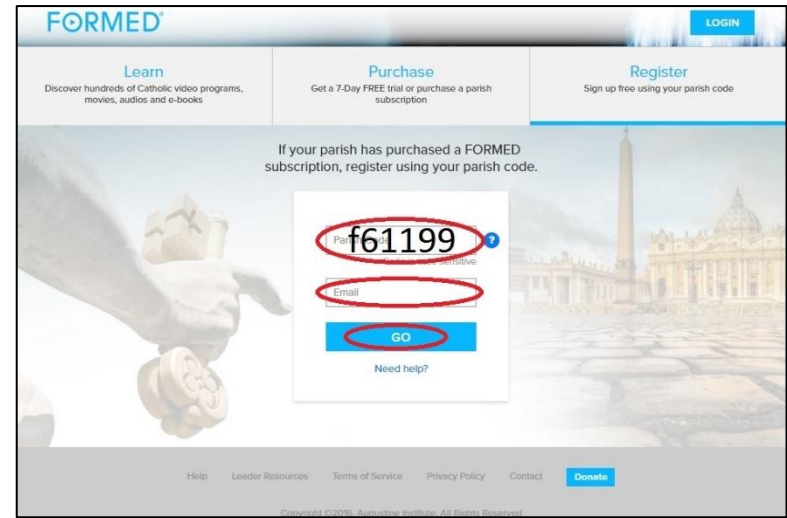 FORMED®
LOGIN
Learn
Discover hundreds of Catholic video programs,
movies, audios and e-books
Purchase
Get a 7-Day FREE trial or purchase a parish
subscription
Register
Sign up free using your parish code
If your parish has purchased a FORMED
subscription, register using your parish code.
f61199
?
sensitive
Email
GO
Need help?
Help Leader Resources Terms of Service Privacy Policy Contact Donate
Copyright ©2016, Augustine Institute. All Rights Reserved